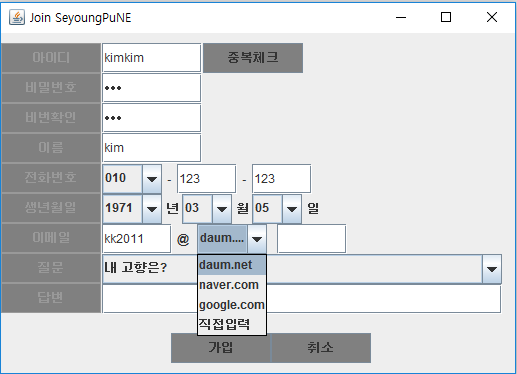 Join SeyoungPuNE
아이디 kimkim 중복체크
비밀번호 •••
비번확인 •••
이름 kim
전화번호 010 - 123 - 123
생년월일 1971 년 03 월 05 일
이메일 kk2011 @ daum....
daum.net
naver.com
google.com
직접입력
질문 내 고향은?
답변
가입 취소